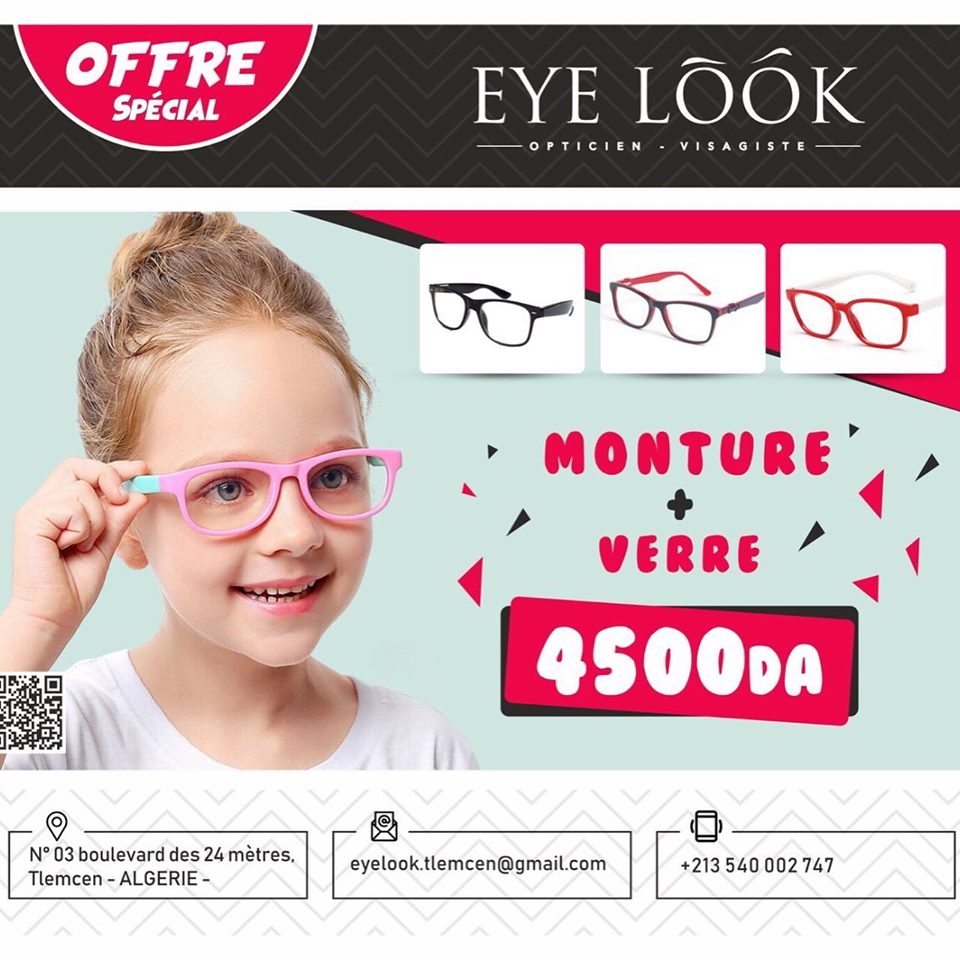 OFFRE
SPÉCIAL
EYE LOOK
OPTICIEN - VISAGISTE
MONTURE
+
VERRE
4500DA
N° 03 boulevard des 24 mètres,
Tlemcen - ALGERIE -
eyelook.tlemcen@gmail.com
+213 540 002 747